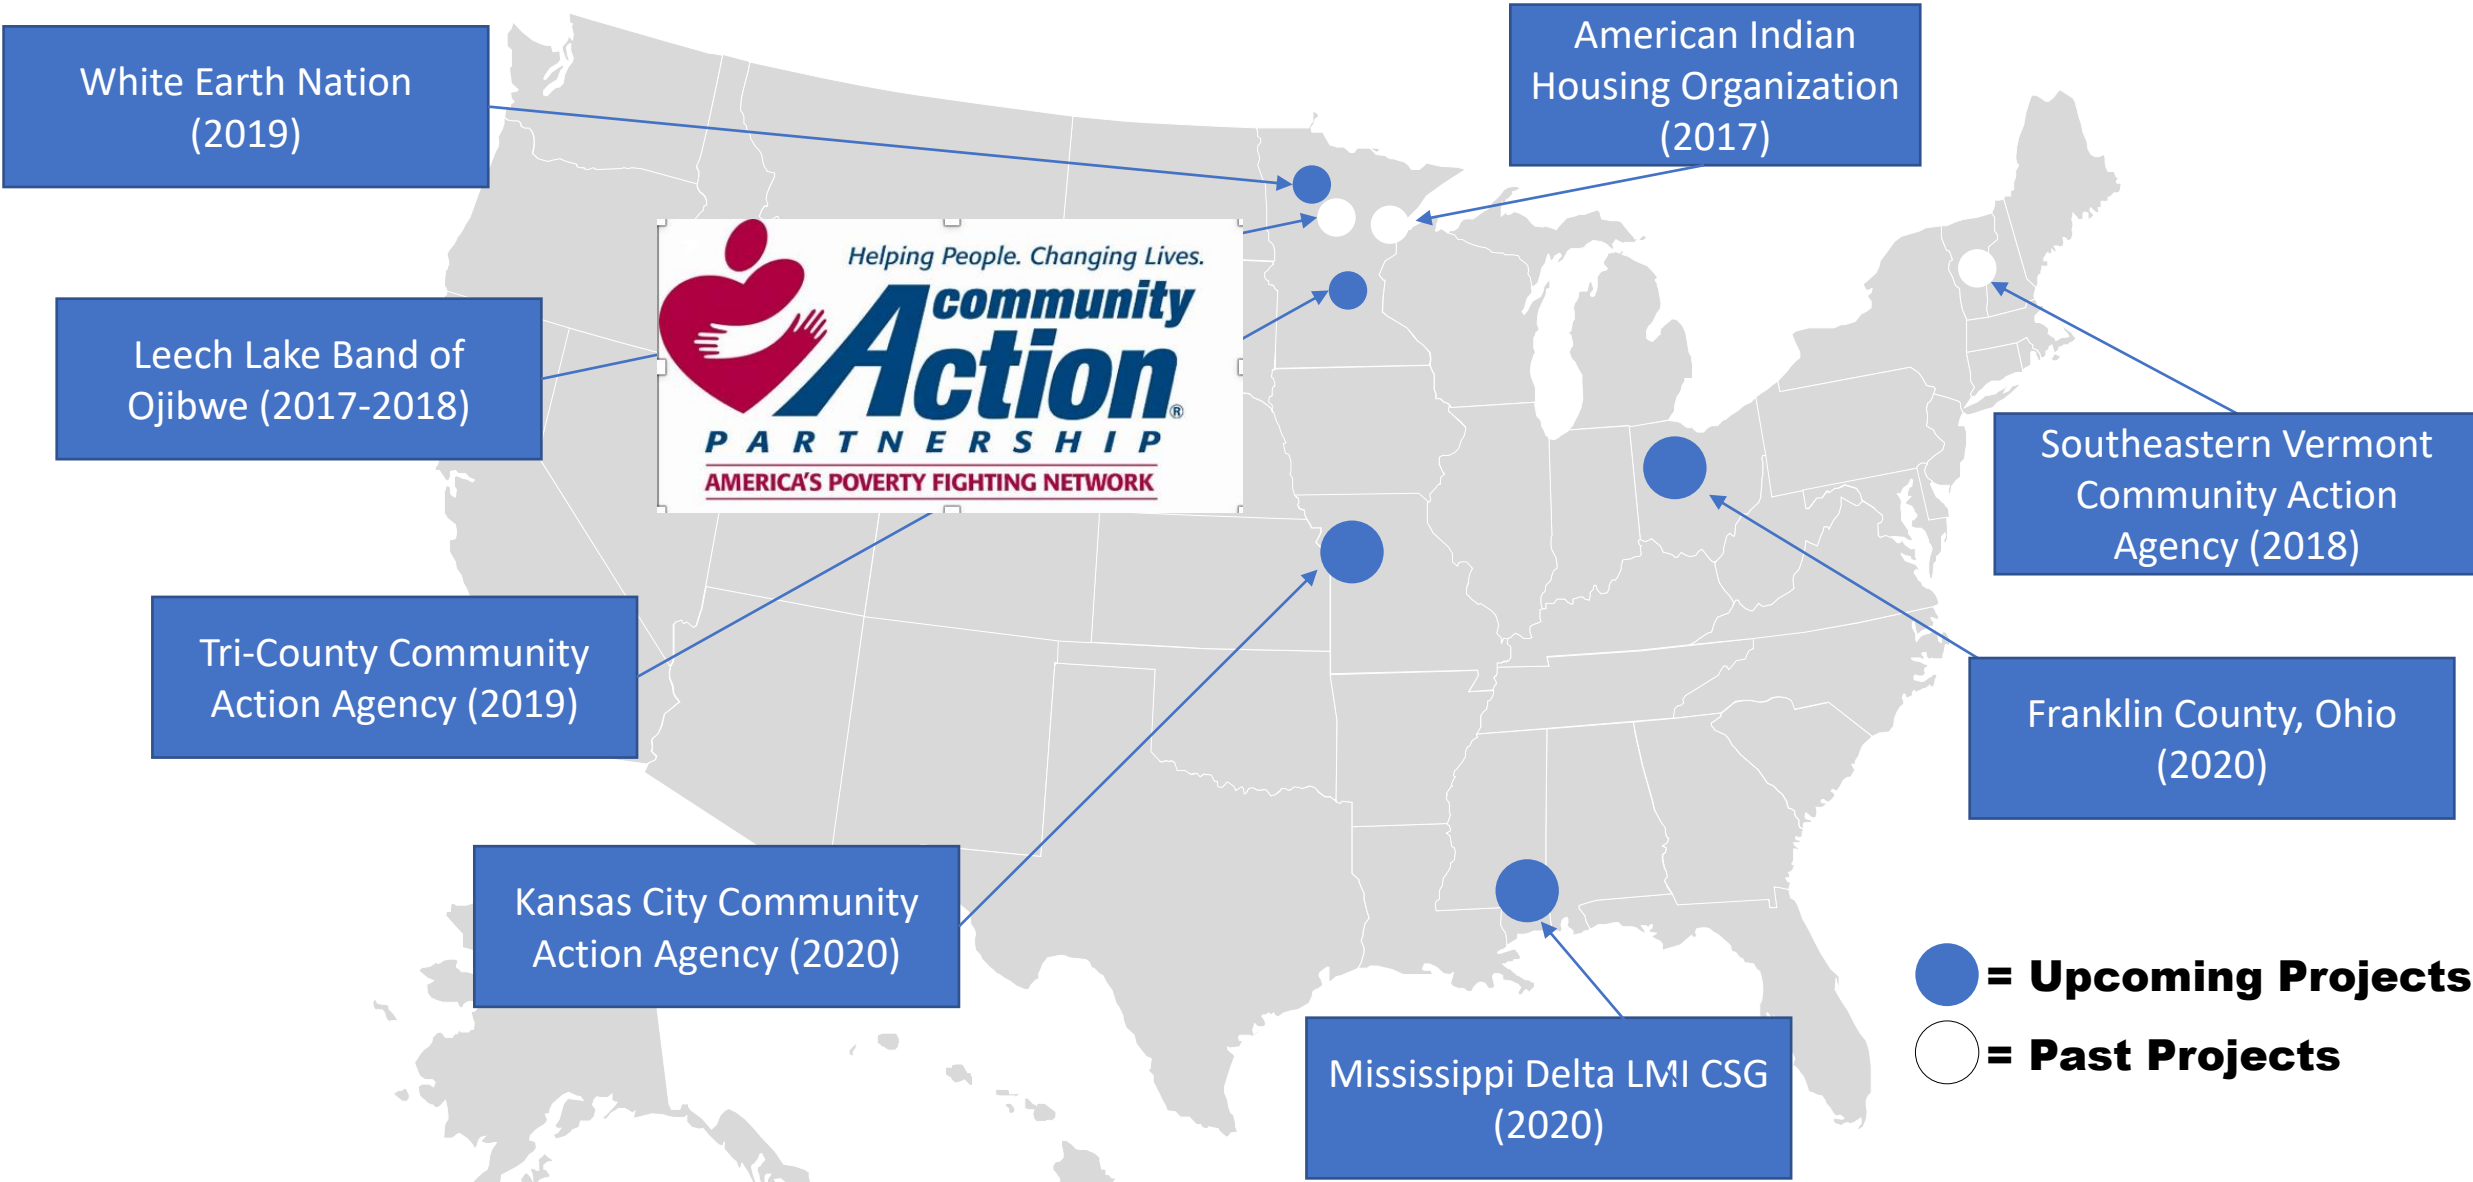 White Earth Nation
(2019)
American Indian
Housing Organization
(2017)
Helping People. Changing Lives.
community
Action®
PARTNERSHIP
AMERICA'S POVERTY FIGHTING NETWORK
Leech Lake Band of
Ojibwe (2017-2018)
Southeastern Vermont
Community Action
Agency (2018)
Tri-County Community
Action Agency (2019)
Franklin County, Ohio
(2020)
Kansas City Community
Action Agency (2020)
Mississippi Delta LMI CSG
(2020)
= Upcoming Projects
= Past Projects